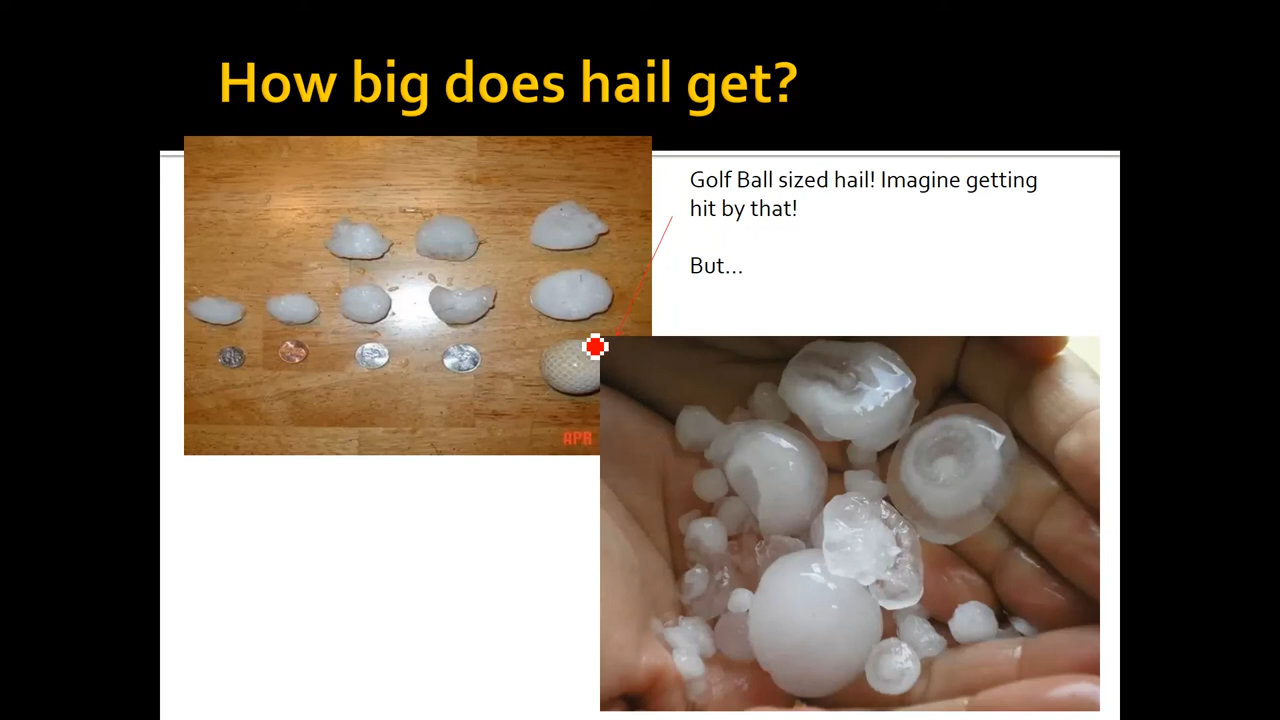 How big does hail get?
Golf Ball sized hail! Imagine getting
hit by that!
But...
APR